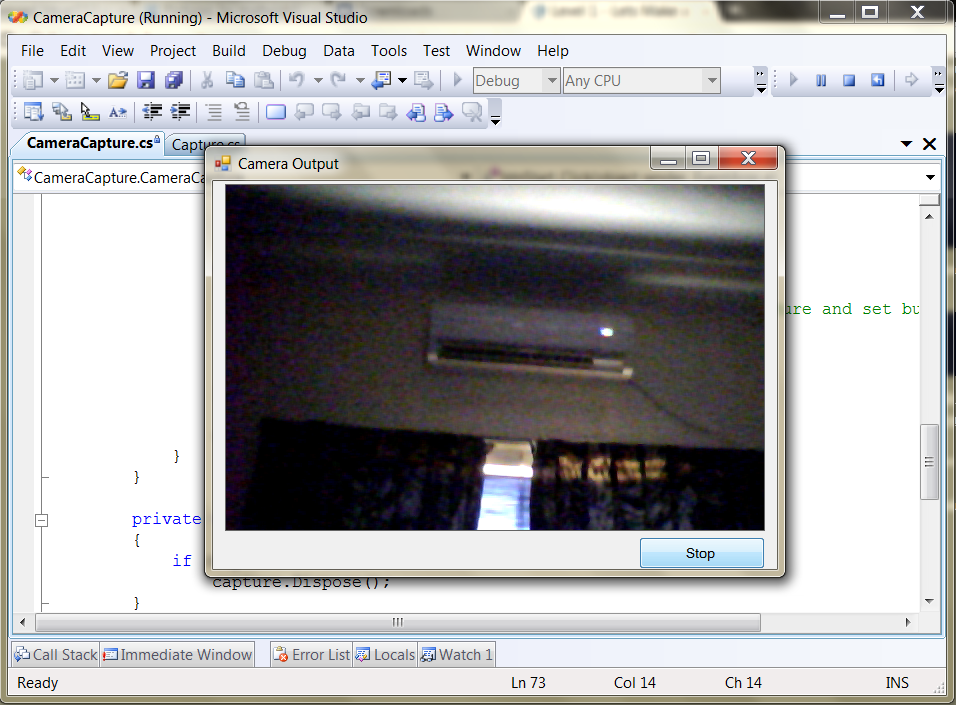 CameraCapture (Running) - Microsoft Visual Studio
File Edit View Project Build Debug Data Tools Test Window Help
Debug Any CPU
CameraCapture.cs Capture.cs
Camera Output
CameraCapture.CameraCa
ure and set bu
}
}
private
{
if
Stop
capture.Dispose();
}
Call Stack Immediate Window Error List Locals Watch 1
Ready Ln 73 Col 14 Ch 14 INS